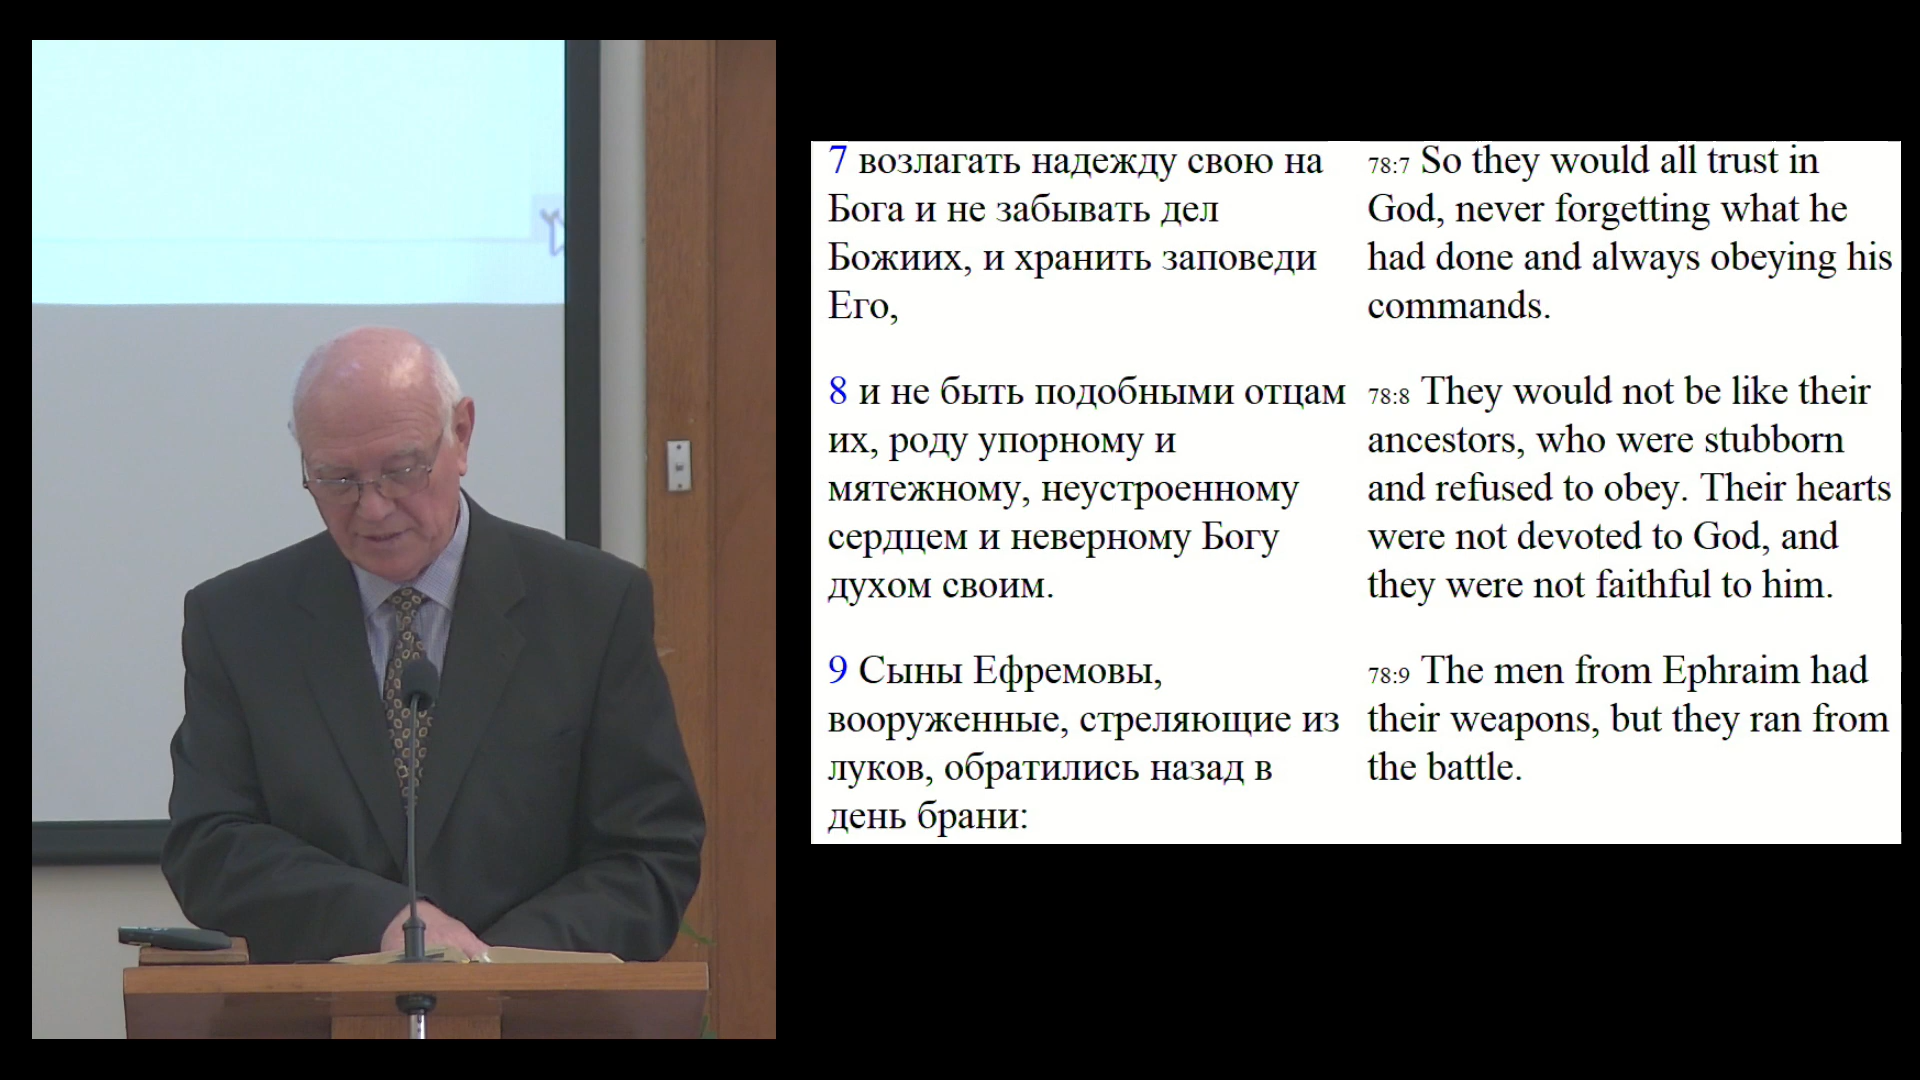 7 возлагать надежду свою на
Бога и не забывать дел
Божиих, и хранить заповеди
Его,
8 и не быть подобными отцам
их, роду упорному и
мятежному, неустроенному
сердцем и неверному Богу
духом своим.
9 Сыны Ефремовы,
вооруженные, стреляющие из
луков, обратились назад в
день брани:
78:7 So they would all trust in
God, never forgetting what he
had done and always obeying his
commands.
78:8 They would not be like their
ancestors, who were stubborn
and refused to obey. Their hearts
were not devoted to God, and
they were not faithful to him.
78:9 The men from Ephraim had
their weapons, but they ran from
the battle.